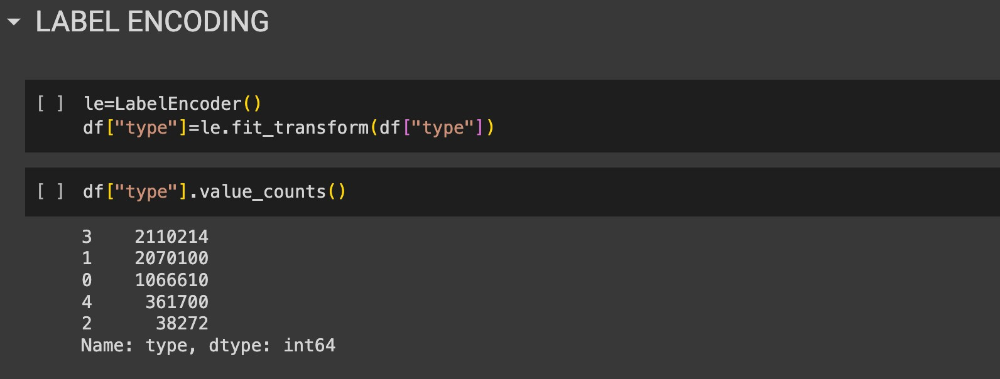 LABEL ENCODING
[ ] le=LabelEncoder()
df["type"]=le.fit_transform(df["type"])
[ ] df["type"].value_counts()
3    2110214
1    2070100
0    1066610
4     361700
2      38272
Name: type, dtype: int64